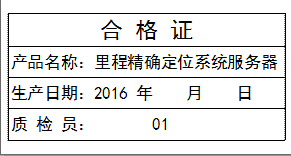 合 格 证
产品名称：里程精确定位系统服务器
生产日期：2016 年 月 日
质 检 员： 01